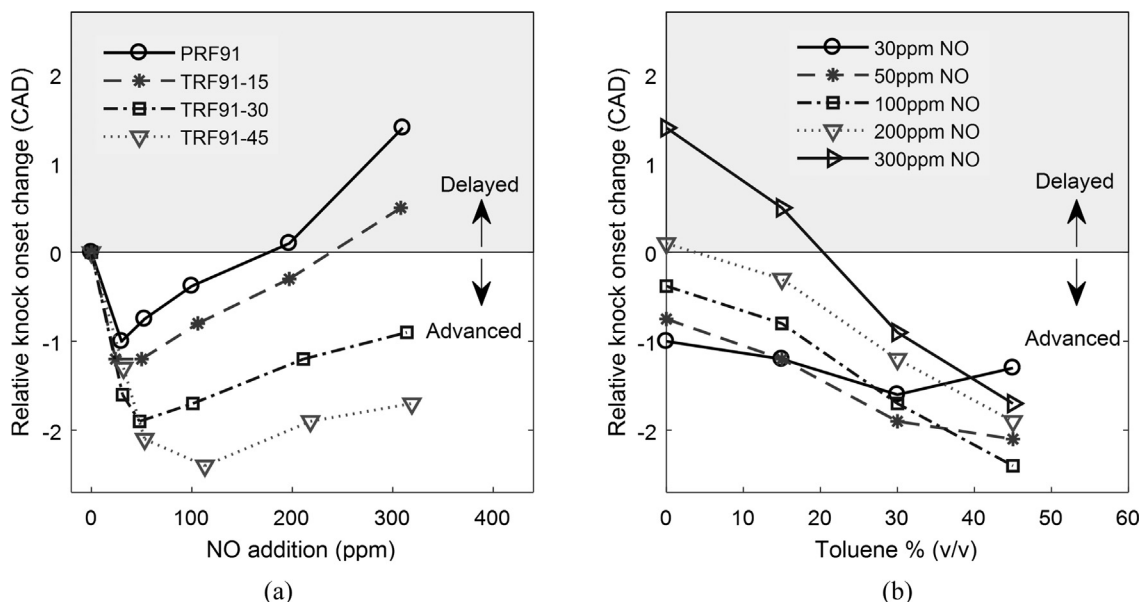 PRF91
TRF91-15
TRF91-30
TRF91-45
Delayed
Advanced
Relative knock onset change (CAD)
2
1
0
-1
-2
0 100 200 300 400
NO addition (ppm)
(a)
30ppm NO
50ppm NO
100ppm NO
200ppm NO
300ppm NO
Delayed
Advanced
Relative knock onset change (CAD)
2
1
0
-1
-2
0 10 20 30 40 50 60
Toluene % (v/v)
(b)